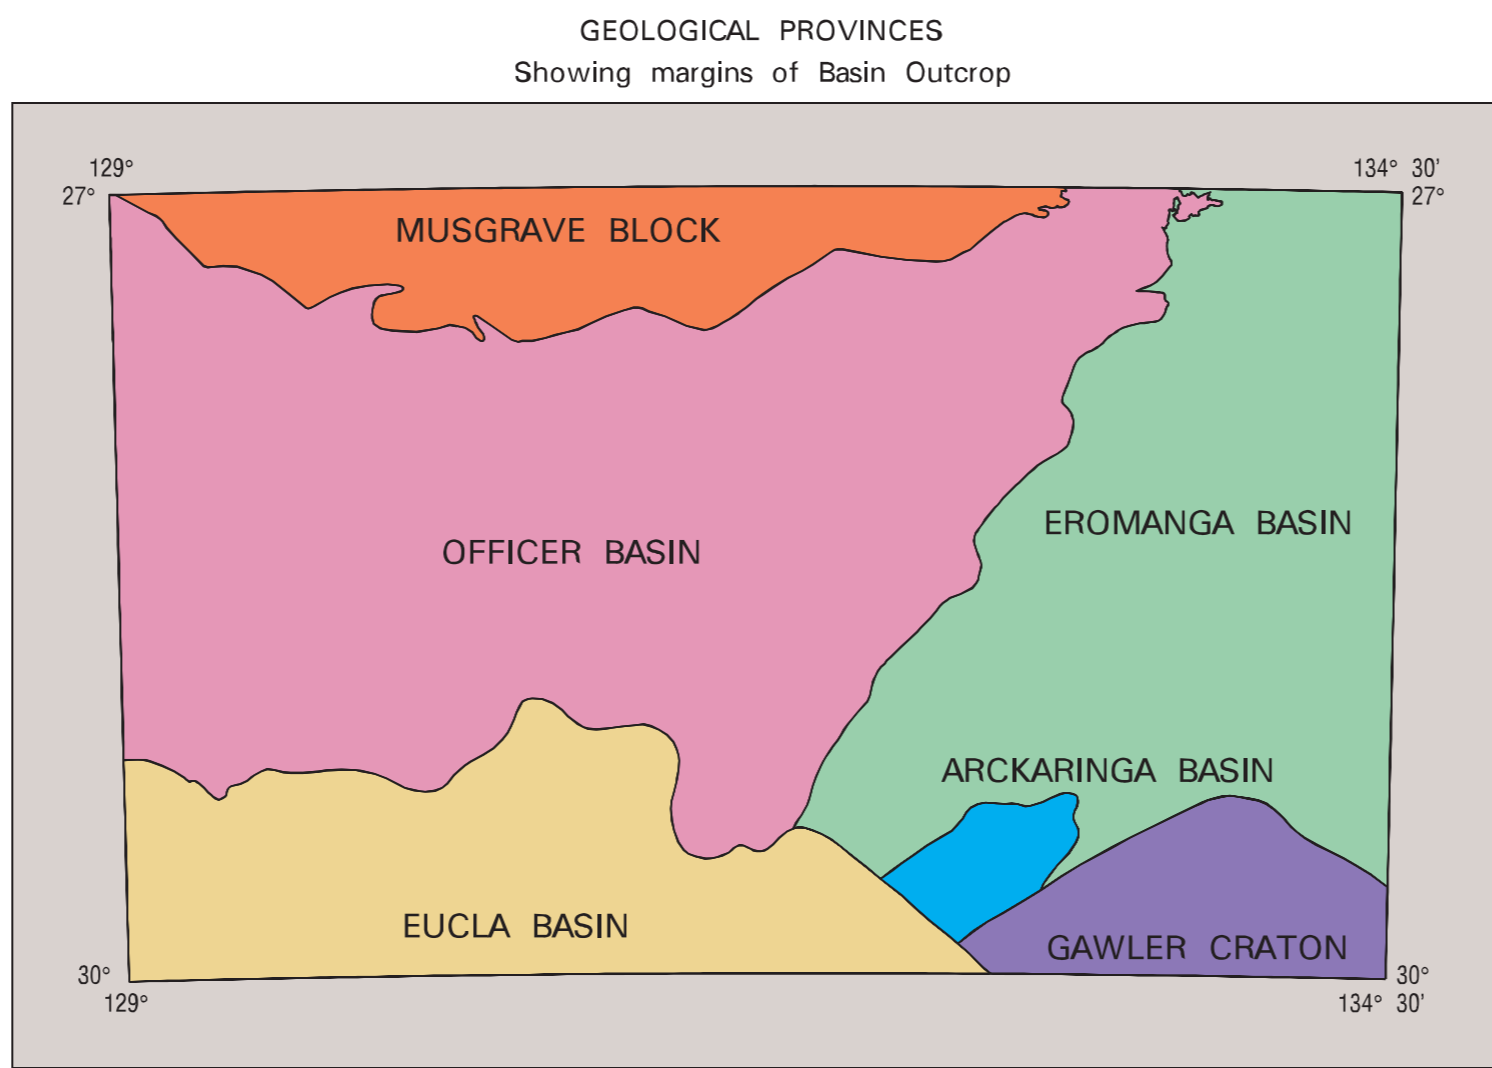 GEOLOGICAL PROVINCES
Showing margins of Basin Outcrop
129°
134° 30'
27°
27°
MUSGRAVE BLOCK
EROMANGA BASIN
OFFICER BASIN
ARCKARINGA BASIN
EUCLA BASIN
GAWLER CRATON
30°
30°
129°
134° 30'